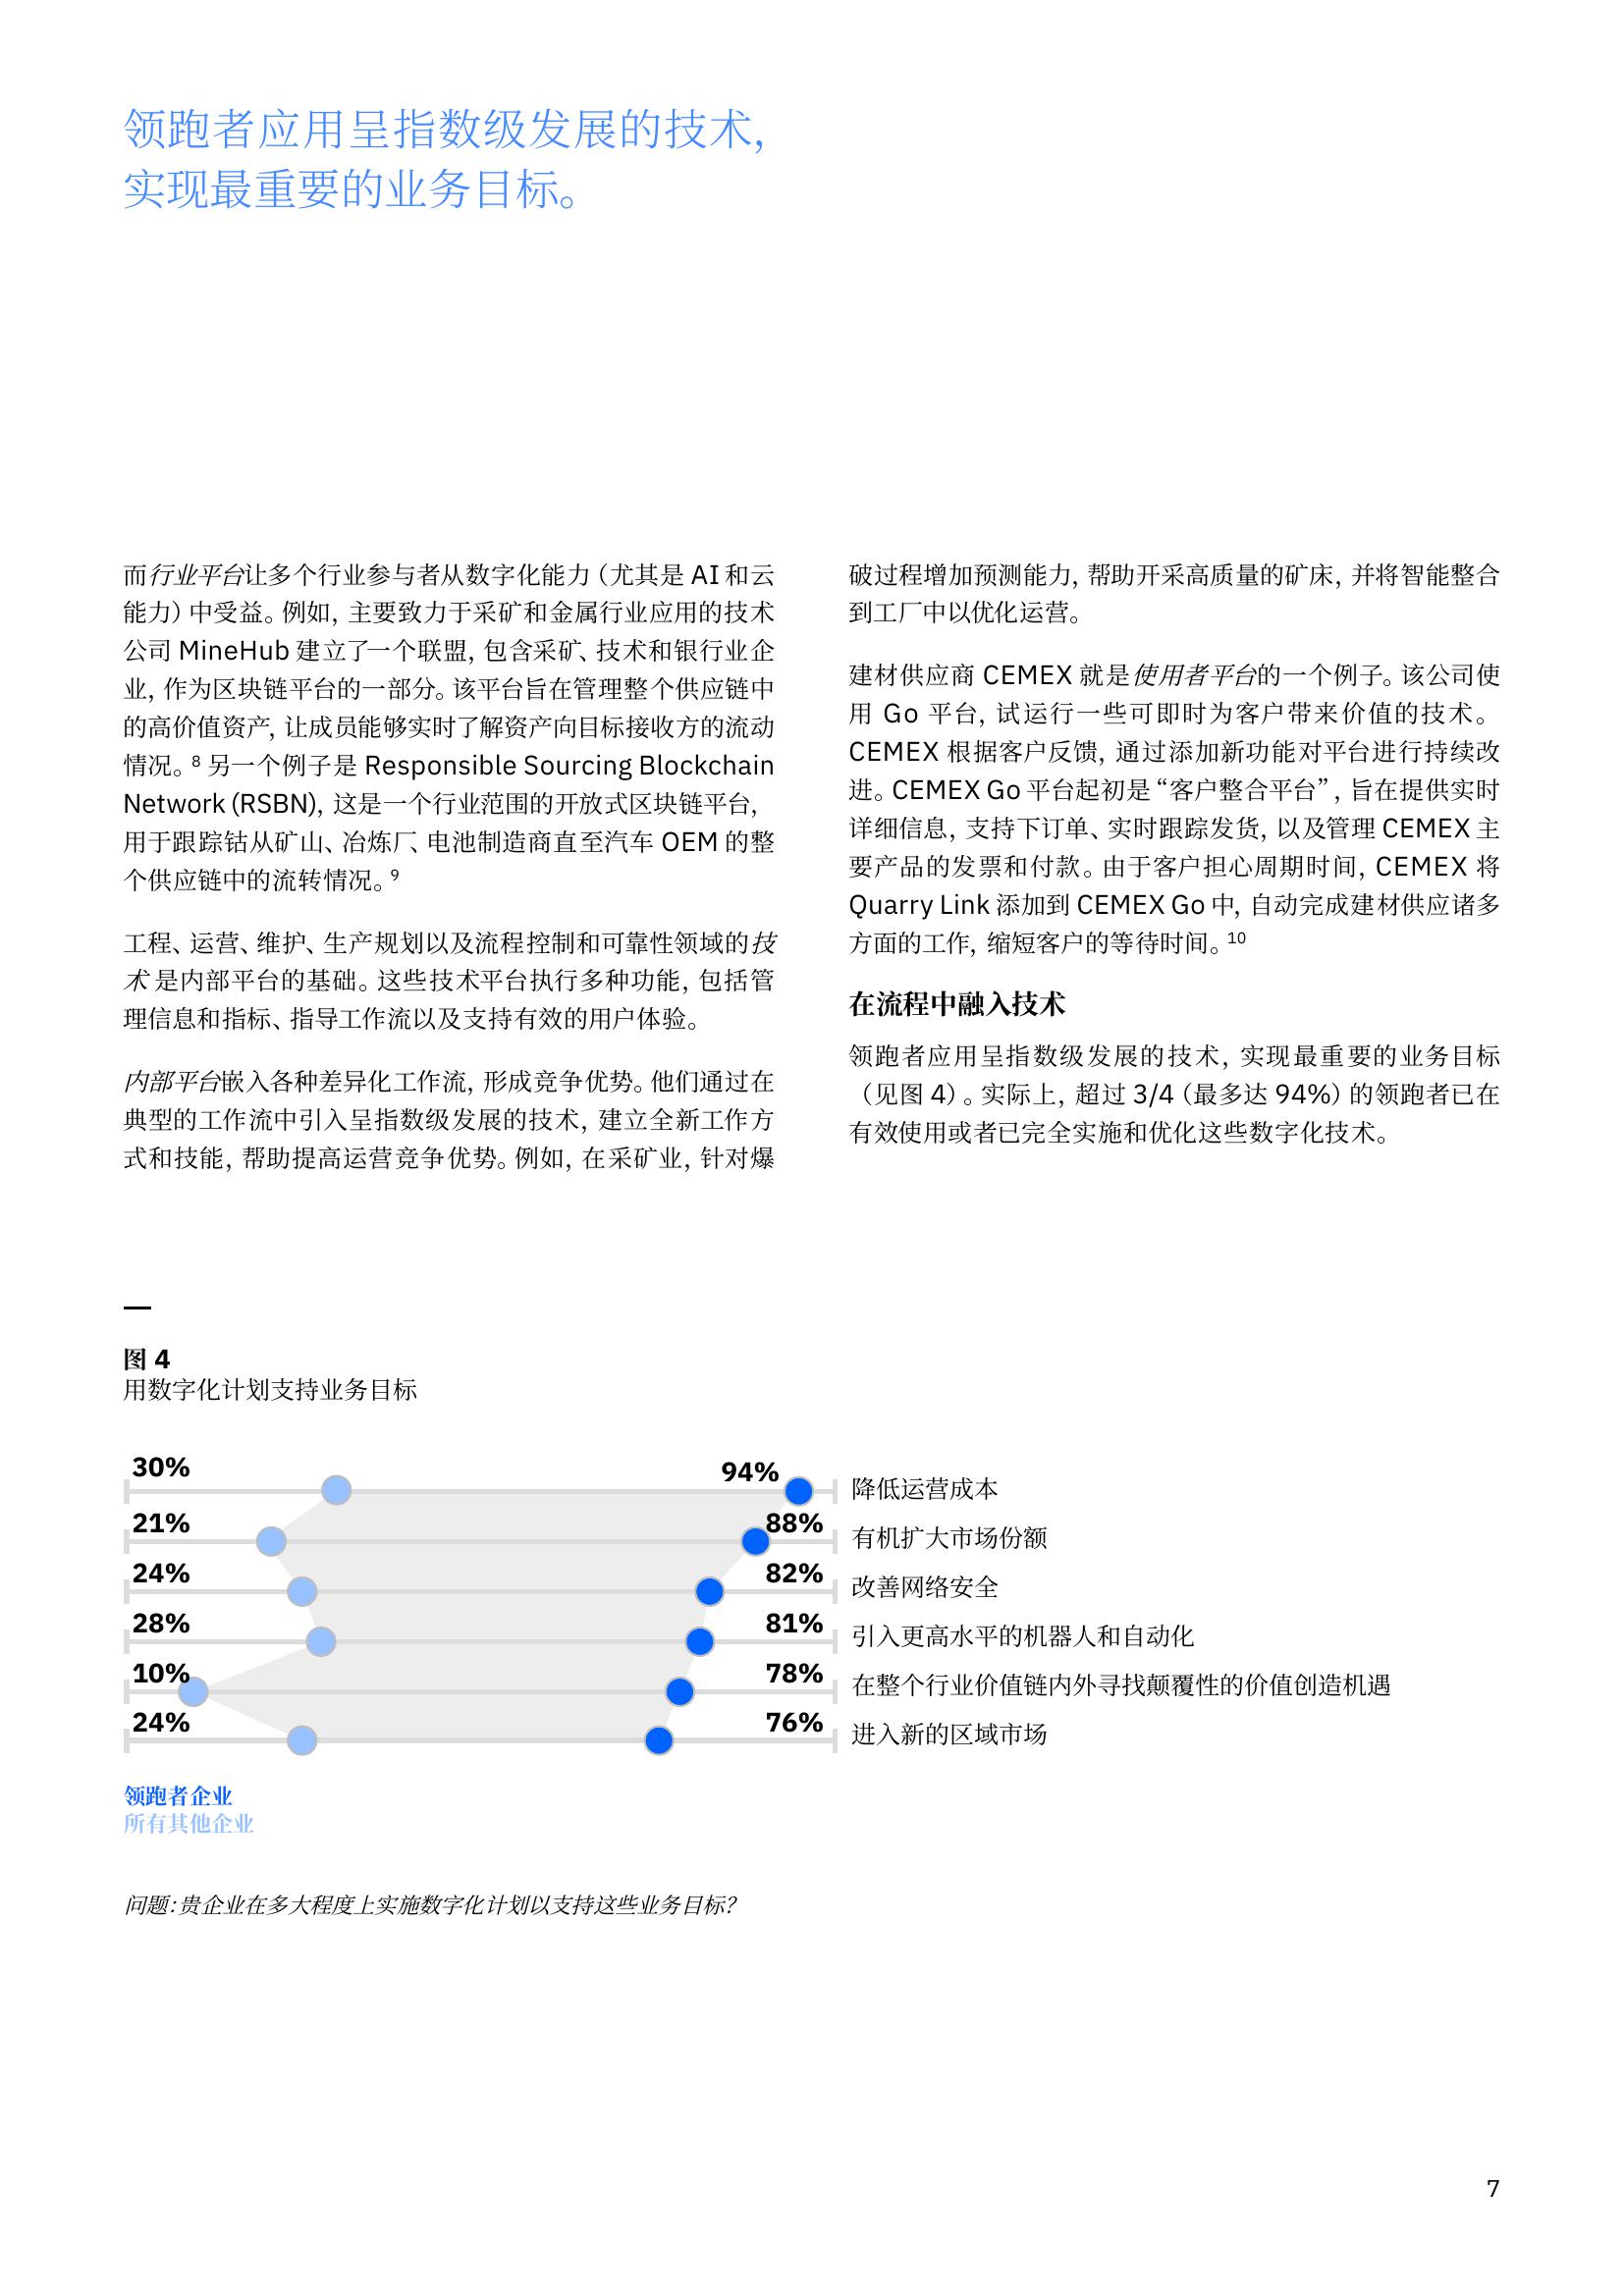 领跑者应用呈指数级发展的技术，
实现最重要的业务目标。
而行业平台让多个行业参与者从数字化能力（尤其是 AI 和云
能力）中受益。例如，主要致力于采矿和金属行业应用的技术
公司 MineHub 建立了一个联盟，包含采矿、技术和银行业企
业，作为区块链平台的一部分。该平台旨在管理整个供应链中
的高价值资产，让成员能够实时了解资产向目标接收方的流动
情况。⁸ 另一个例子是 Responsible Sourcing Blockchain
Network (RSBN)，这是一个行业范围的开放式区块链平台，
用于跟踪钴从矿山、冶炼厂、电池制造商直至汽车 OEM 的整
个供应链中的流转情况。⁹
工程、运营、维护、生产规划以及流程控制和可靠性领域的技
术是内部平台的基础。这些技术平台执行多种功能，包括管
理信息和指标、指导工作流以及支持有效的用户体验。
内部平台嵌入各种差异化工作流，形成竞争优势。他们通过在
典型的工作流中引入呈指数级发展的技术，建立全新工作方
式和技能，帮助提高运营竞争优势。例如，在采矿业，针对爆
破过程增加预测能力，帮助开采高质量的矿床，并将智能整合
到工厂中以优化运营。
建材供应商 CEMEX 就是使用者平台的一个例子。该公司使
用 Go 平台，试运行一些可即时为客户带来价值的技术。
CEMEX 根据客户反馈，通过添加新功能对平台进行持续改
进。CEMEX Go 平台起初是“客户整合平台”，旨在提供实时
详细信息，支持下订单、实时跟踪发货，以及管理 CEMEX 主
要产品的发票和付款。由于客户担心周期时间，CEMEX 将
Quarry Link 添加到 CEMEX Go 中，自动完成建材供应诸多
方面的工作，缩短客户的等待时间。¹⁰
在流程中融入技术
领跑者应用呈指数级发展的技术，实现最重要的业务目标
（见图 4）。实际上，超过 3/4（最多达 94%）的领跑者已在
有效使用或者已完全实施和优化这些数字化技术。
图 4
用数字化计划支持业务目标
30% 94% 降低运营成本
21% 88% 有机扩大市场份额
24% 82% 改善网络安全
28% 81% 引入更高水平的机器人和自动化
10% 78% 在整个行业价值链内外寻找颠覆性的价值创造机遇
24% 76% 进入新的区域市场
领跑者企业
所有其他企业
问题：贵企业在多大程度上实施数字化计划以支持这些业务目标？
7